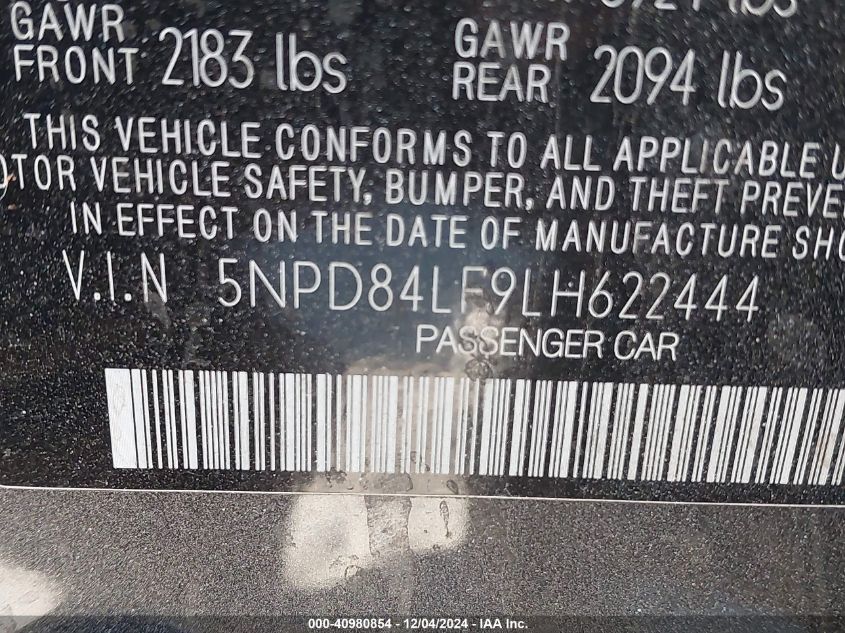 GAWR FRONT 2183 lbs GAWR REAR 2094 lbs
THIS VEHICLE CONFORMS TO ALL APPLICABLE U
OTOR VEHICLE SAFETY, BUMPER, AND THEFT PREVE
IN EFFECT ON THE DATE OF MANUFACTURE SHO
V.I.N 5NPD84LF9LH622444
PASSENGER CAR
000-40980854 - 12/04/2024 - IAA Inc.